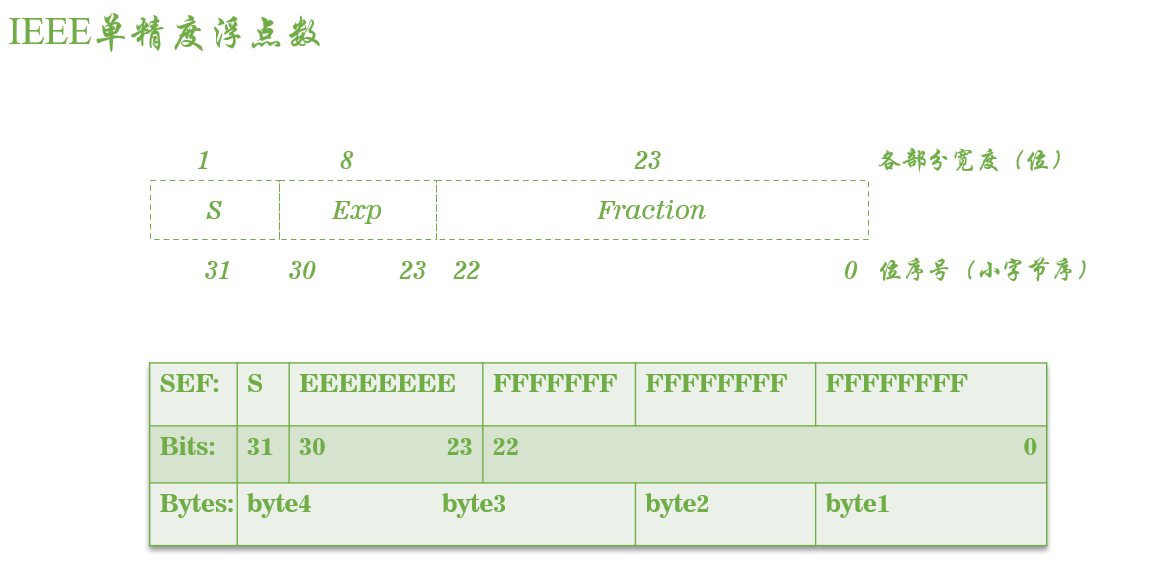 IEEE单精度浮点数
1 8 23 各部分宽度（位）
S Exp Fraction
31 30 23 22 0 位序号（小字节序）
SEF: S EEEEEEEE FFFFFFF FFFFFFFF FFFFFFFF
Bits: 31 30 23 22 0
Bytes: byte4 byte3 byte2 byte1